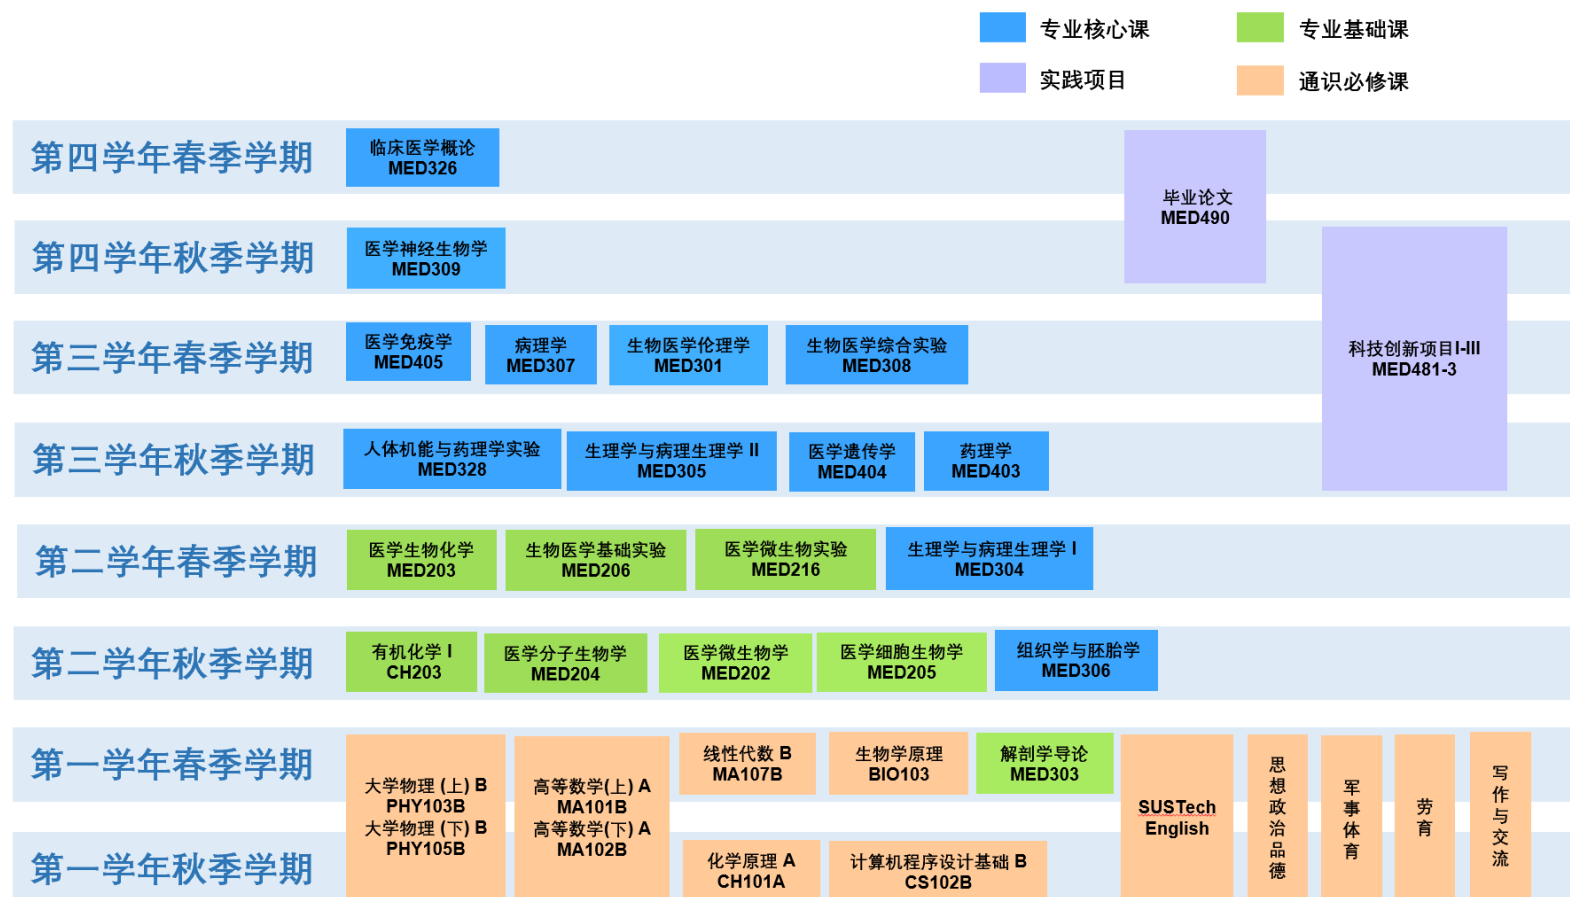 专业核心课
专业基础课
实践项目
通识必修课
第四学年春季学期
临床医学概论
MED326
毕业论文
MED490
第四学年秋季学期
医学神经生物学
MED309
科技创新项目I-III
MED481-3
第三学年春季学期
医学免疫学
MED405
病理学
MED307
生物医学伦理学
MED301
生物医学综合实验
MED308
第三学年秋季学期
人体机能与药理学实验
MED328
生理学与病理生理学 II
MED305
医学遗传学
MED404
药理学
MED403
第二学年春季学期
医学生物化学
MED203
生物医学基础实验
MED206
医学微生物实验
MED216
生理学与病理生理学 I
MED304
第二学年秋季学期
有机化学 I
CH203
医学分子生物学
MED204
医学微生物学
MED202
医学细胞生物学
MED205
组织学与胚胎学
MED306
第一学年春季学期
大学物理 (上) B
PHY103B
大学物理 (下) B
PHY105B
高等数学(上) A
MA101B
高等数学(下) A
MA102B
线性代数 B
MA107B
生物学原理
BIO103
解剖学导论
MED303
SUSTech
English
思想政治品德
军事体育
劳育
写作与交流
第一学年秋季学期
化学原理 A
CH101A
计算机程序设计基础 B
CS102B